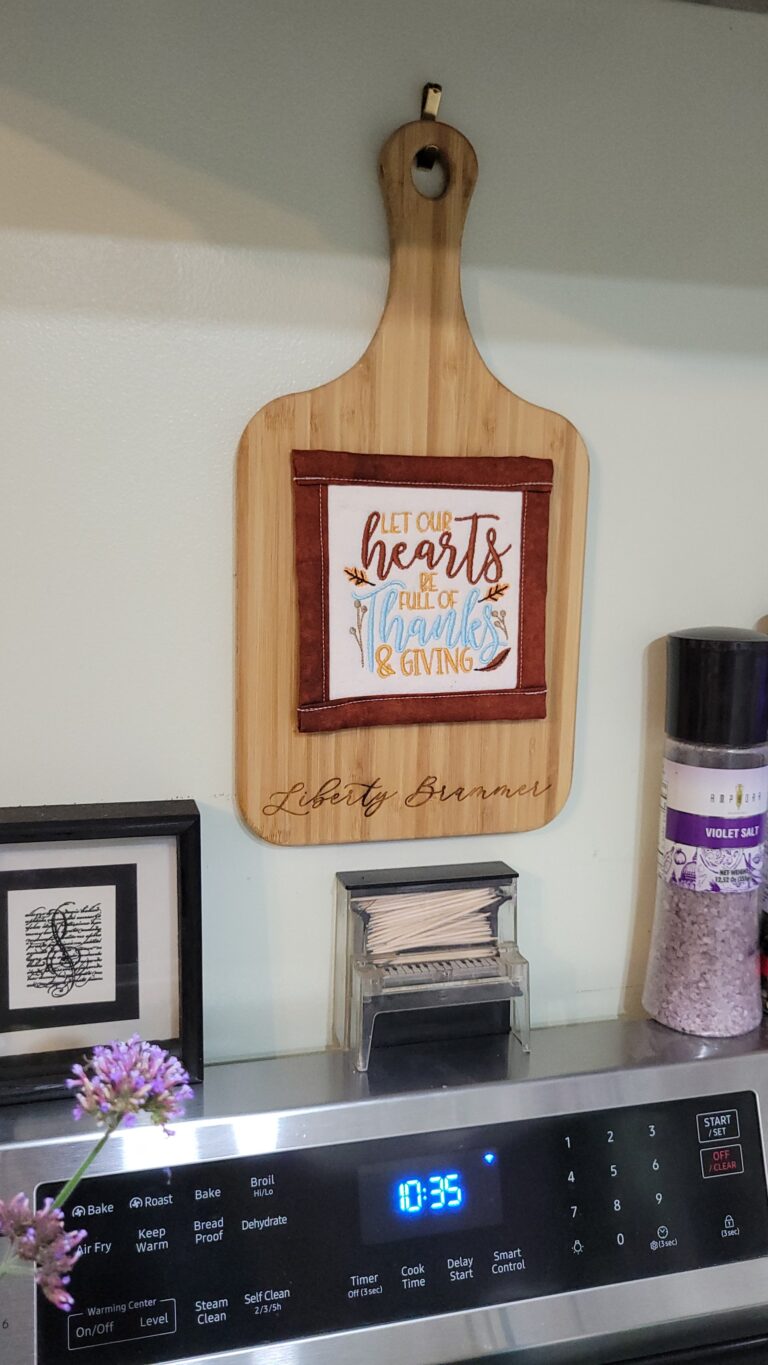 LET OUR
hearts
BE
FULL OF
Thanks
& GIVING
Liberty Brammer
AMPHORA
VIOLET SALT
NET WEIGHT
START
/ SET
OFF
/ CLEAR
Bake
Roast
Bake
Broil
Hi/Lo
Air Fry
Keep
Warm
Bread
Proof
Dehydrate
10:35
1 2 3
4 5 6
7 8 9
0
(3 sec)
(3 sec)
Timer
Off (3 sec)
Cook
Time
Delay
Start
Smart
Control
Warming Center
On/Off Level
Steam
Clean
Self Clean
2/3/5h